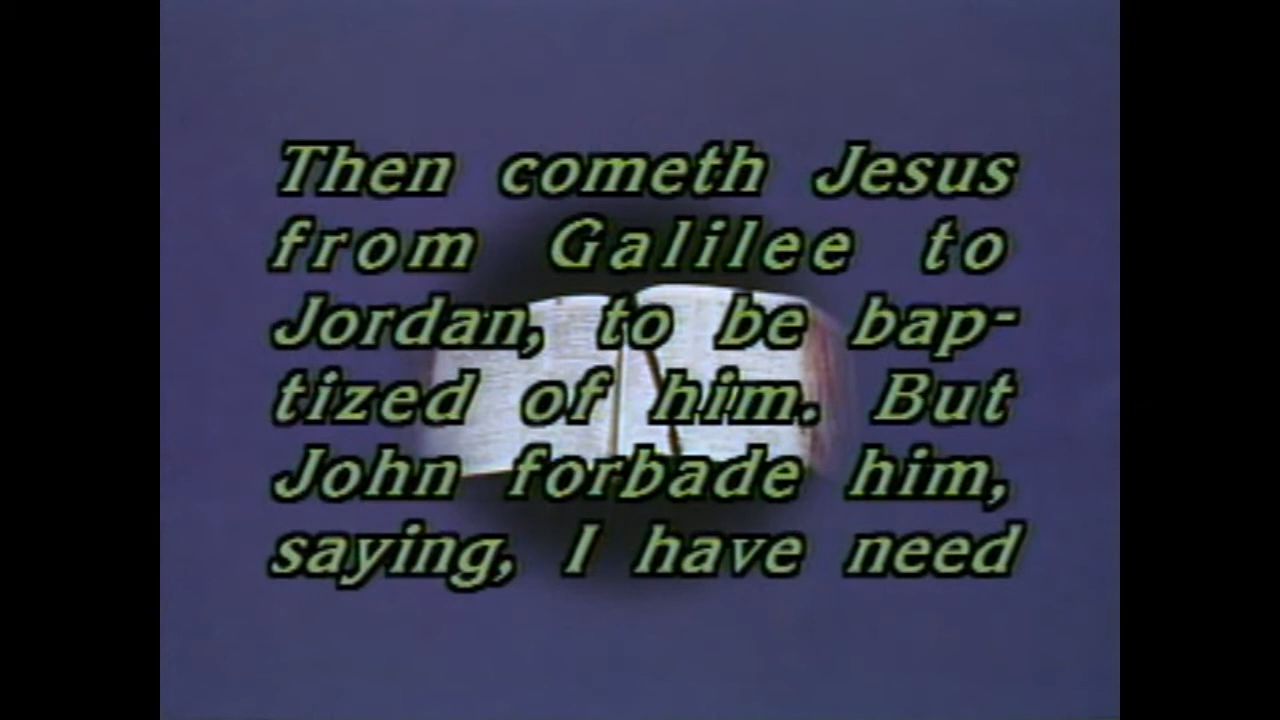 Then cometh Jesus
from Galilee to
Jordan, to be bap-
tized of him. But
John forbade him,
saying, I have need